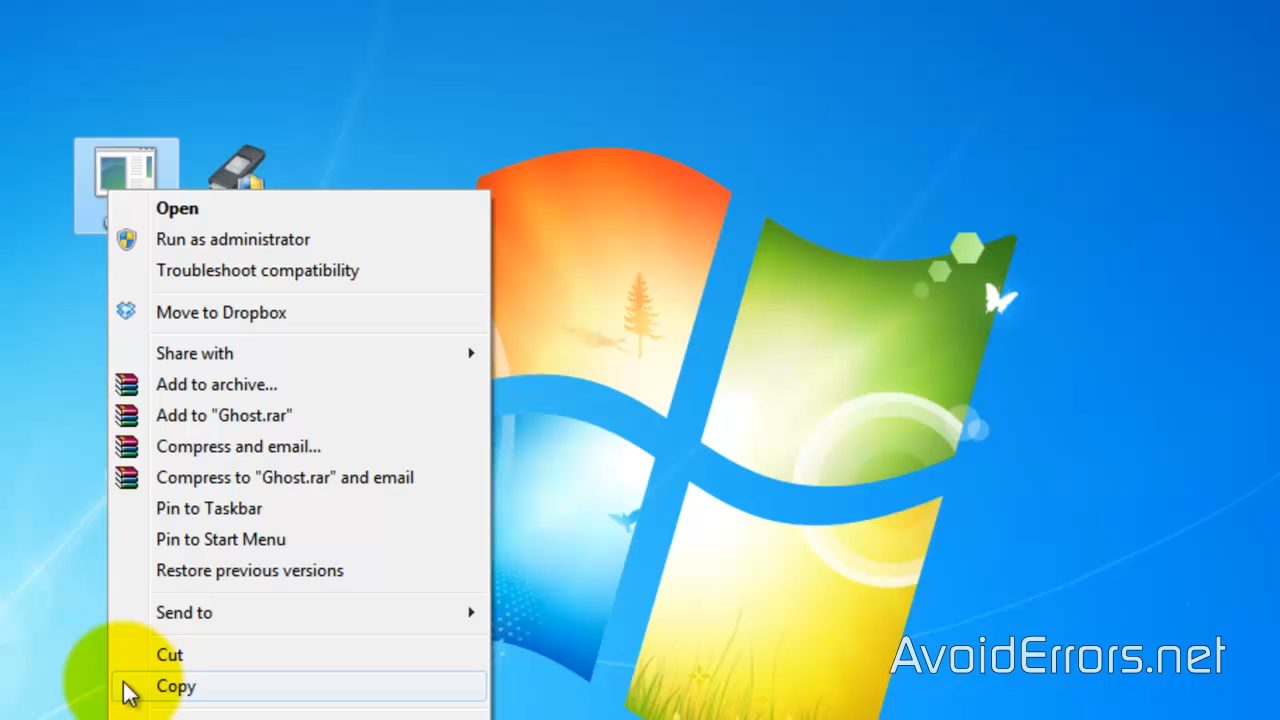 Open
Run as administrator
Troubleshoot compatibility
Move to Dropbox
Share with
Add to archive...
Add to "Ghost.rar"
Compress and email...
Compress to "Ghost.rar" and email
Pin to Taskbar
Pin to Start Menu
Restore previous versions
Send to
Cut
Copy
AvoidErrors.net